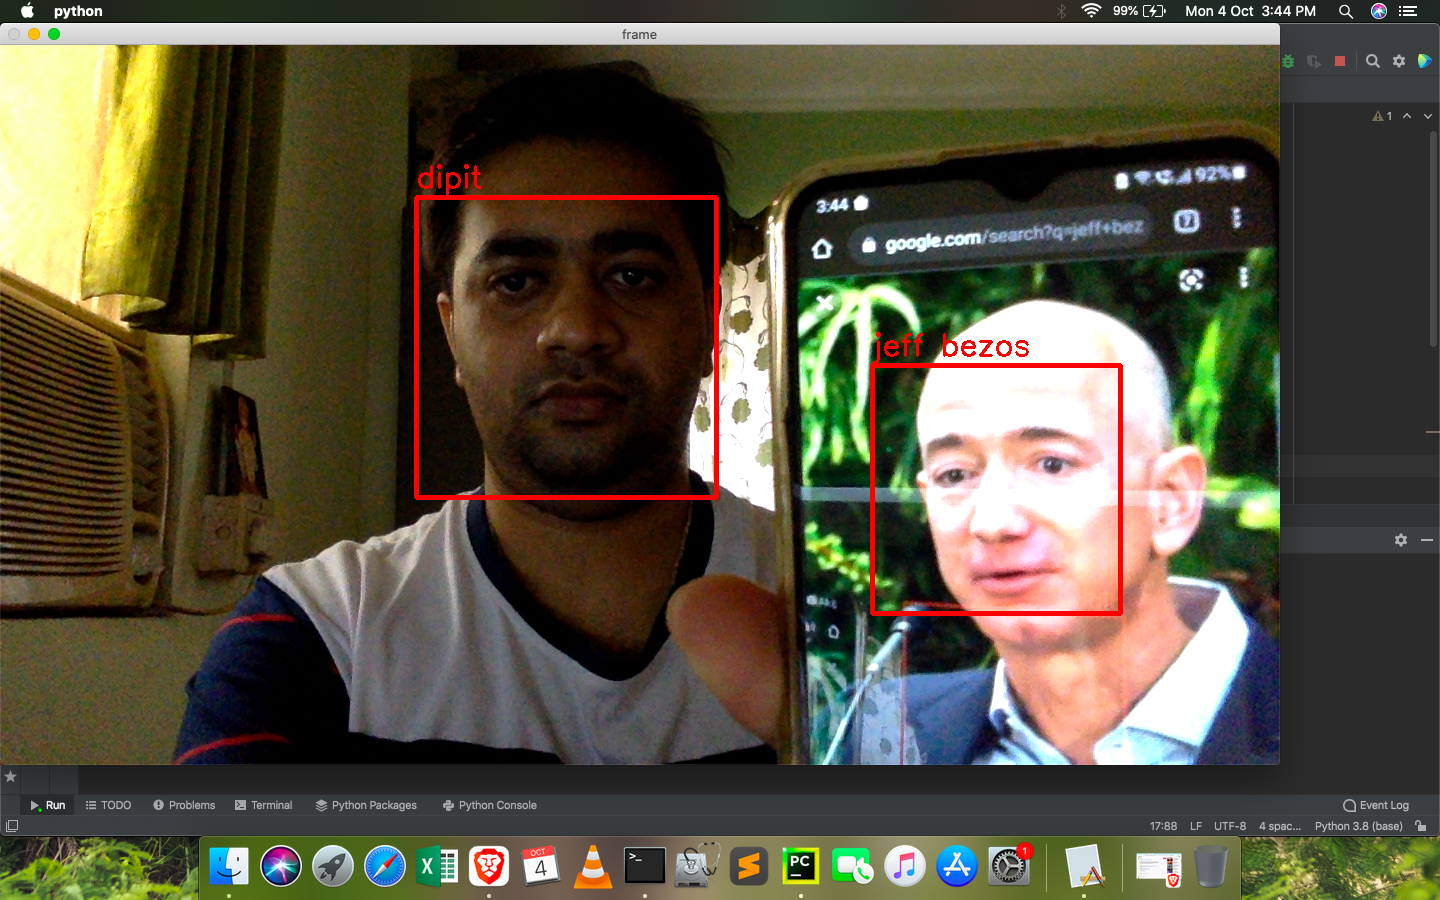 python
99%
Mon 4 Oct 3:44 PM
frame
1
dipit
3:44
92%
7
google.com/search?q=jeff+bez
jeff bezos
Run
TODO
Problems
Terminal
Python Packages
Python Console
Event Log
17:88
LF
UTF-8
4 spac...
Python 3.8 (base)
OCT
4
>_
PC
1